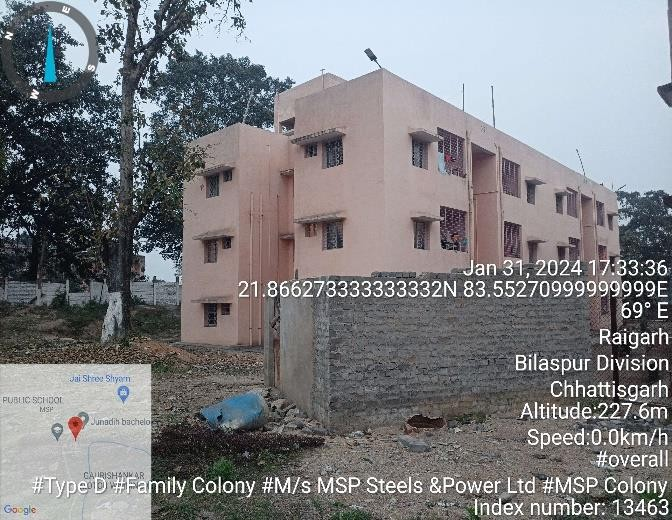 N
E
W
S
Jan 31, 2024 17:33:36
21.866273333333332N 83.55270999999999E
69° E
Raigarh
Bilaspur Division
Chhattisgarh
Altitude:227.6m
Speed:0.0km/h
#overall
#Type D #Family Colony #M/s MSP Steels &Power Ltd #MSP Colony
Index number: 13463
Jai Shree Shyam
PUBLIC SCHOOL
MSP
Junadih bachelo
GAURISHANKAR
Google